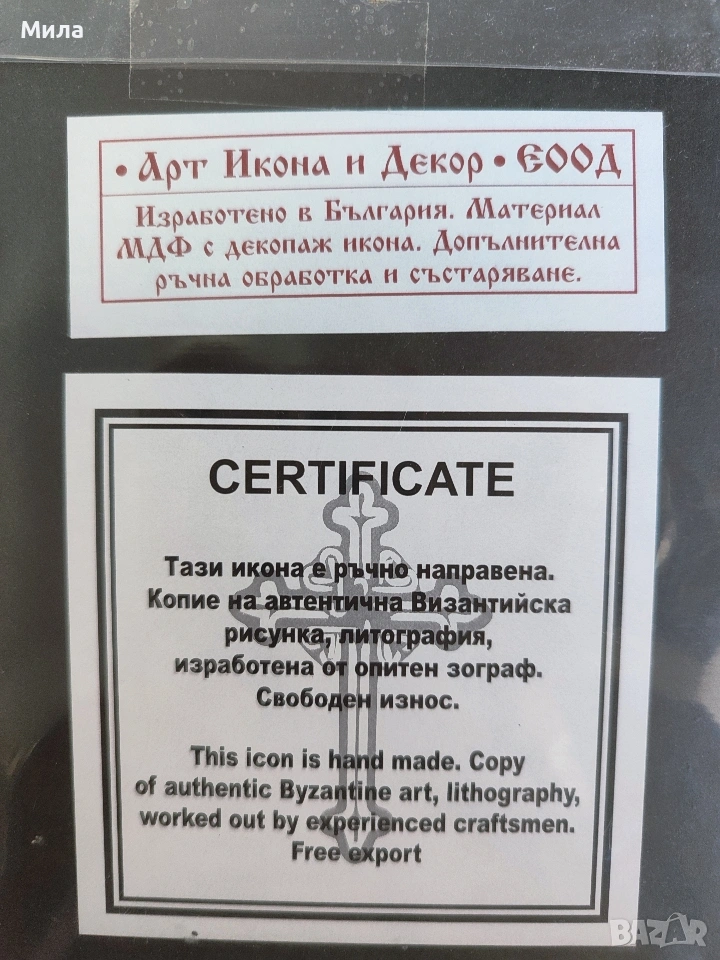 Мила
• Арт Икона и Декор • ЕООД
Изработено в България. Материал
МДФ с декопаж икона. Допълнителна
ръчна обработка и състаряване.
CERTIFICATE
Тази икона е ръчно направена.
Копие на автентична Византийска
рисунка, литография,
изработена от опитен зограф.
Свободен износ.
This icon is hand made. Copy
of authentic Byzantine art, lithography,
worked out by experienced craftsmen.
Free export
BAZAR